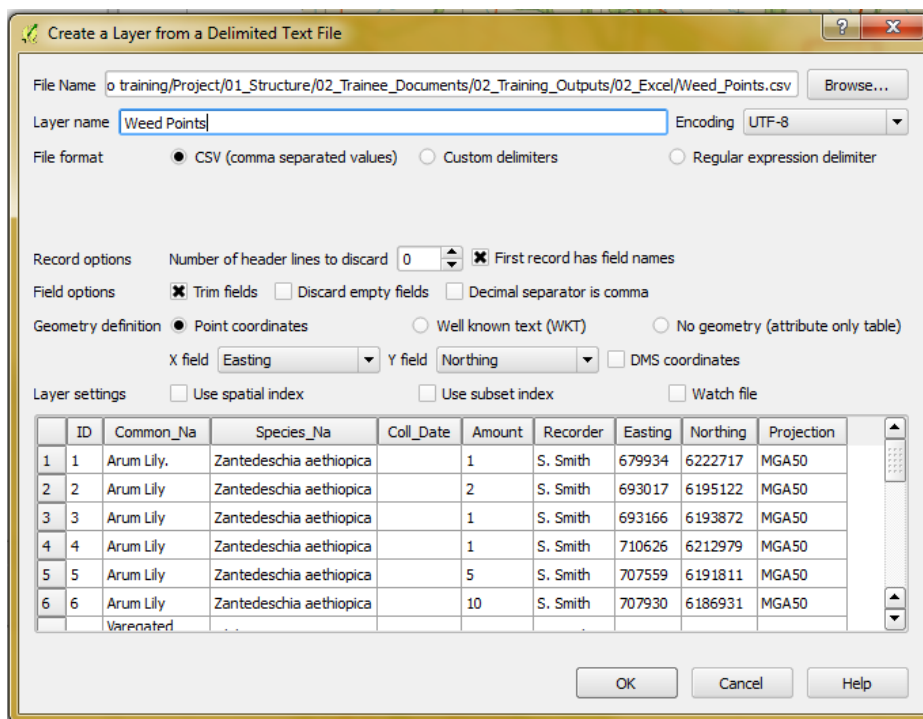 Create a Layer from a Delimited Text File
File Name o training/Project/01_Structure/02_Trainee_Documents/02_Training_Outputs/02_Excel/Weed_Points.csv Browse...
Layer name Weed Points Encoding UTF-8
File format CSV (comma separated values) Custom delimiters Regular expression delimiter
Record options Number of header lines to discard 0 First record has field names
Field options Trim fields Discard empty fields Decimal separator is comma
Geometry definition Point coordinates Well known text (WKT) No geometry (attribute only table)
X field Easting Y field Northing DMS coordinates
Layer settings Use spatial index Use subset index Watch file
ID Common_Na Species_Na Coll_Date Amount Recorder Easting Northing Projection
1 1 Arum Lily. Zantedeschia aethiopica 1 S. Smith 679934 6222717 MGA50
2 2 Arum Lily Zantedeschia aethiopica 2 S. Smith 693017 6195122 MGA50
3 3 Arum Lily Zantedeschia aethiopica 1 S. Smith 693166 6193872 MGA50
4 4 Arum Lily Zantedeschia aethiopica 1 S. Smith 710626 6212979 MGA50
5 5 Arum Lily Zantedeschia aethiopica 5 S. Smith 707559 6191811 MGA50
6 6 Arum Lily Zantedeschia aethiopica 10 S. Smith 707930 6186931 MGA50
Varegated
OK Cancel Help